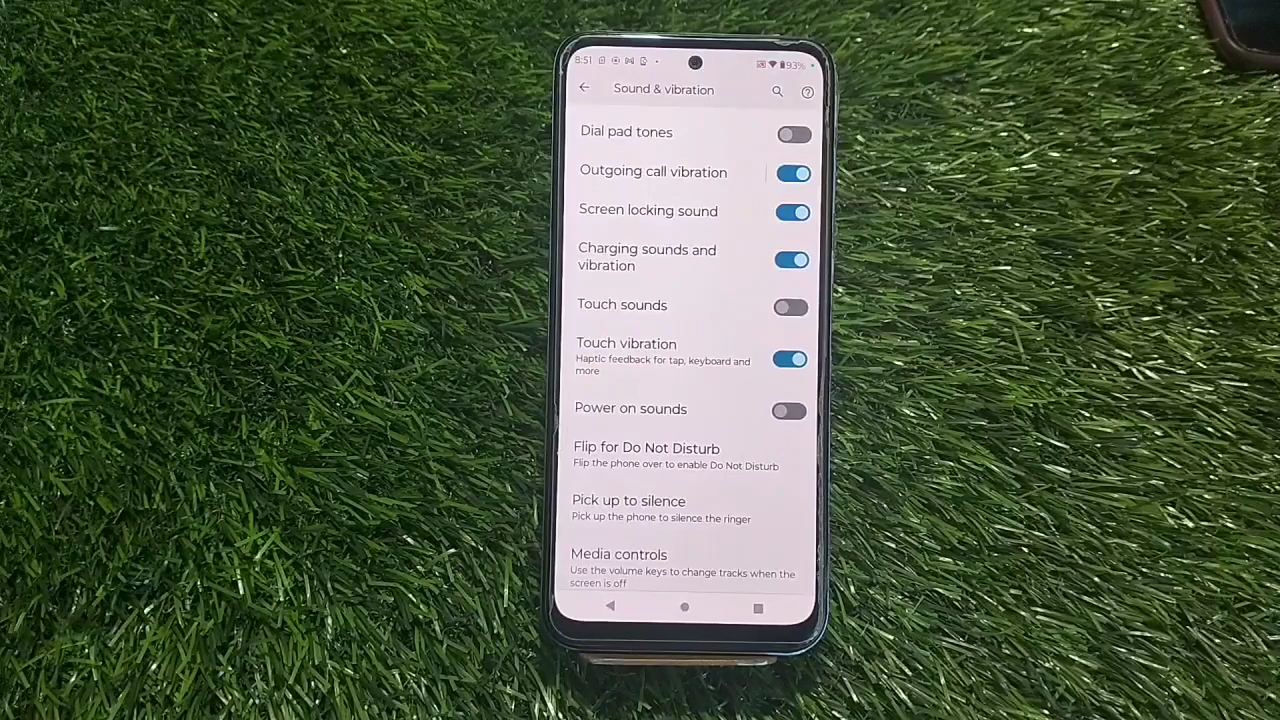 8:51 93%
Sound & vibration
Dial pad tones
Outgoing call vibration
Screen locking sound
Charging sounds and
vibration
Touch sounds
Touch vibration
Haptic feedback for tap, keyboard and
more
Power on sounds
Flip for Do Not Disturb
Flip the phone over to enable Do Not Disturb
Pick up to silence
Pick up the phone to silence the ringer
Media controls
Use the volume keys to change tracks when the
screen is off